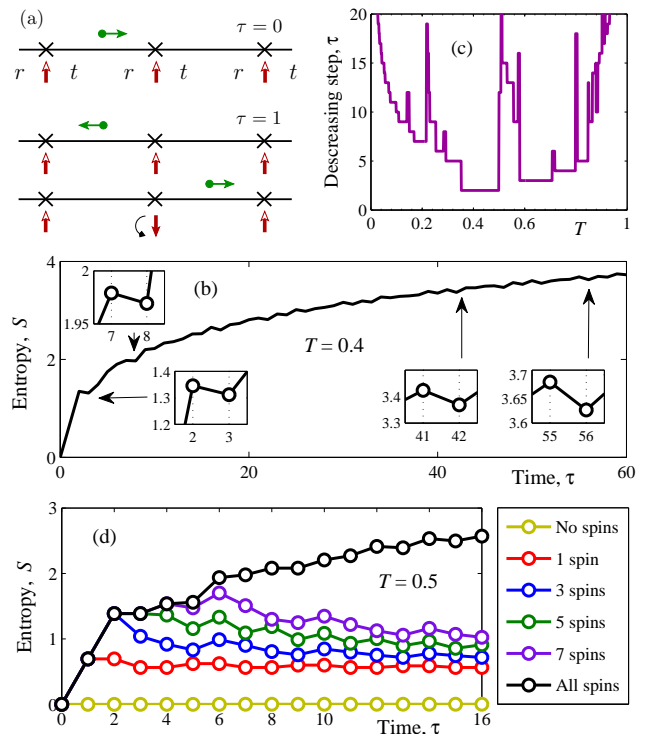 (a)
τ = 0
r t r t r t
τ = 1
(c)
Descreasing step, τ
20
15
10
5
0
0 0.2 0.4 0.6 0.8 1
T
(b)
Entropy, S
4
2
0
0 20 40 60
Time, τ
T = 0.4
2
1.95
7 8
1.4
1.3
1.2
2 3
3.4
3.3
41 42
3.7
3.65
3.6
55 56
(d)
Entropy, S
3
2
1
0
0 2 4 6 8 10 12 14 16
Time, τ
T = 0.5
No spins
1 spin
3 spins
5 spins
7 spins
All spins